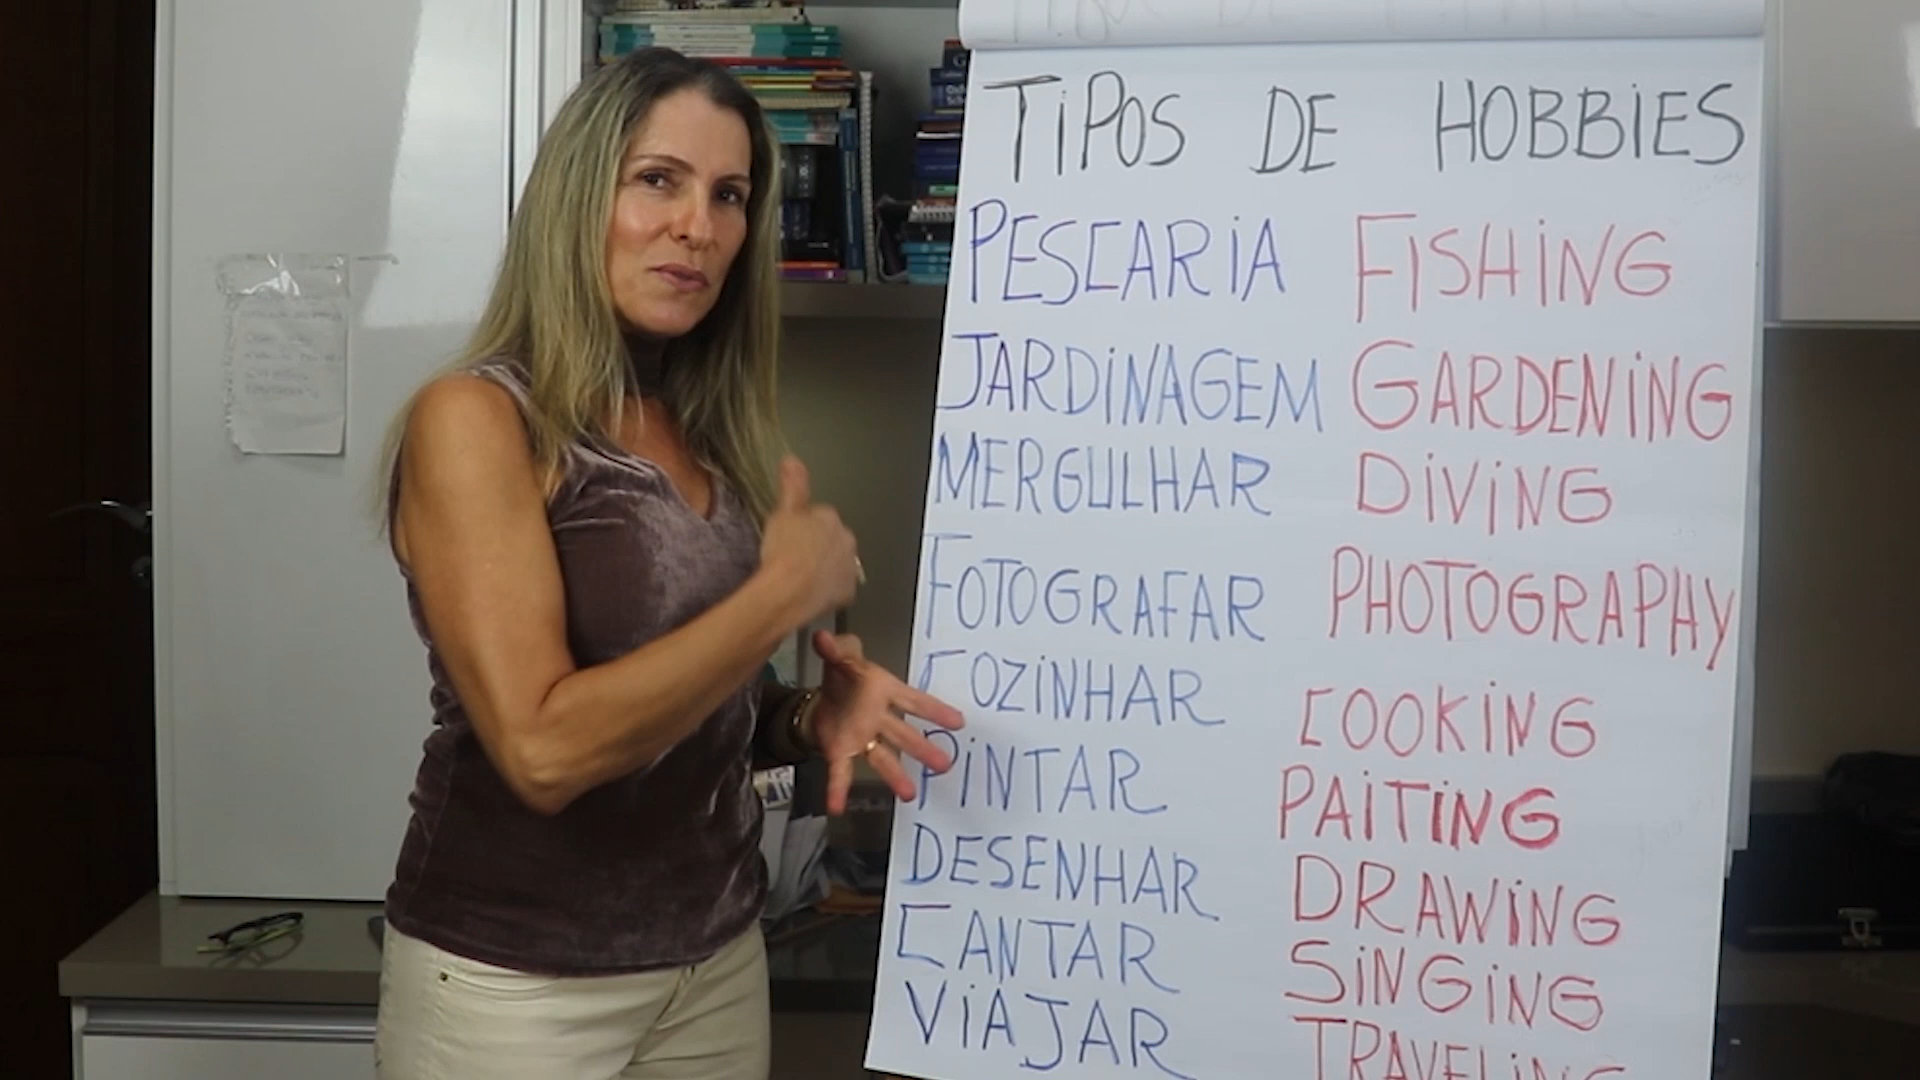 TIPOS DE HOBBIES
PESCARIA FISHING
JARDINAGEM GARDENING
MERGULHAR DIVING
FOTOGRAFAR PHOTOGRAPHY
COZINHAR COOKING
PINTAR PAITING
DESENHAR DRAWING
CANTAR SINGING
VIAJAR TRAVELING